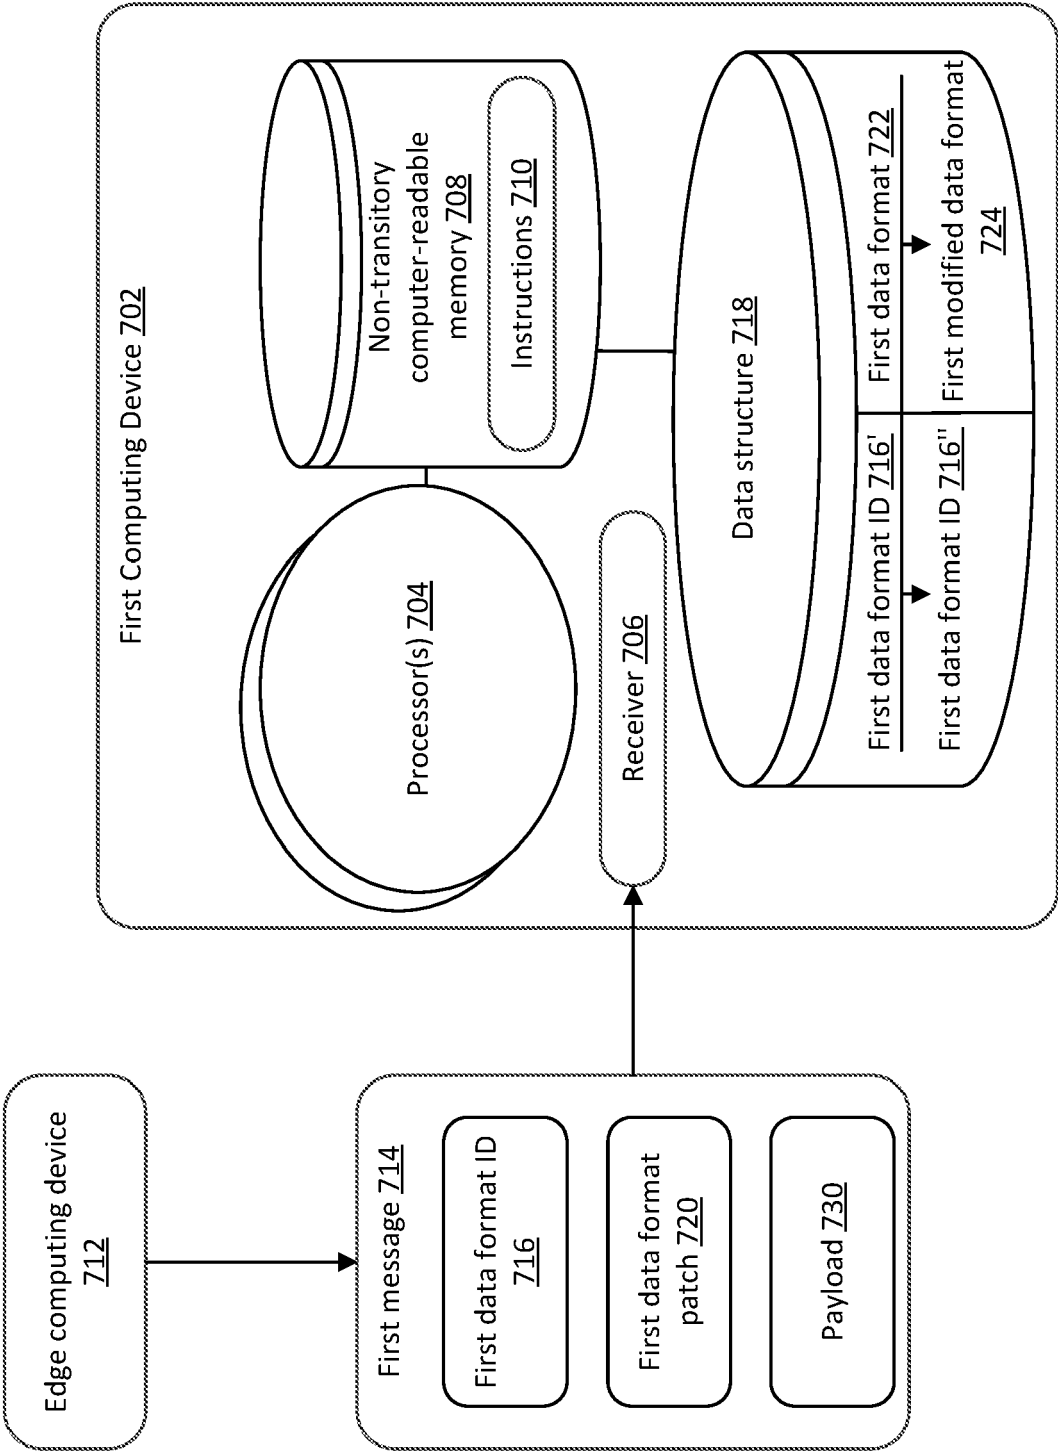 Edge computing device
712
First message 714
First data format ID
716
First data format
patch 720
Payload 730
First Computing Device 702
Processor(s) 704
Non-transitory
computer-readable
memory 708
Instructions 710
Receiver 706
Data structure 718
First data format ID 716' First data format 722
First data format ID 716" First modified data format
724